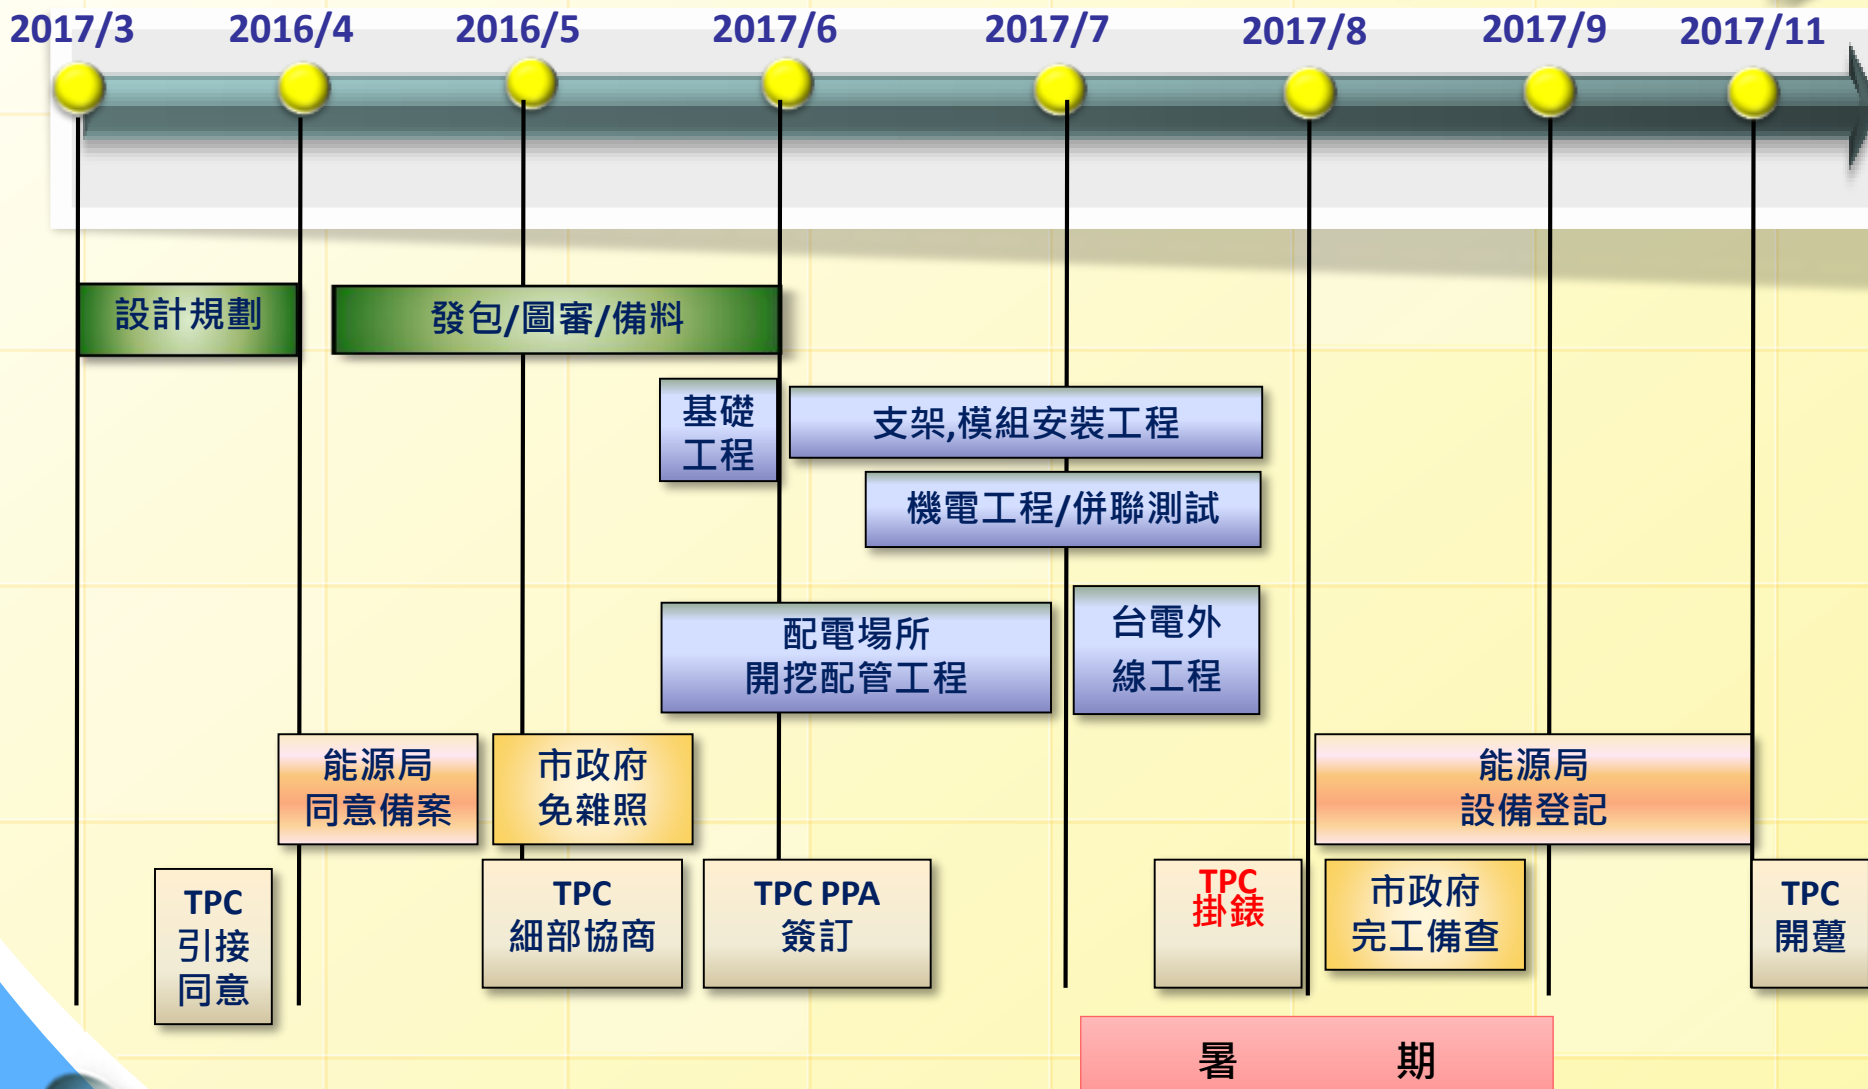 2017/3
2016/4
2016/5
2017/6
2017/7
2017/8
2017/9
2017/11
設計規劃
發包/圖審/備料
基礎
工程
支架,模組安裝工程
機電工程/併聯測試
配電場所
開挖配管工程
台電外
線工程
能源局
同意備案
市政府
免雜照
能源局
設備登記
TPC
引接
同意
TPC
細部協商
TPC PPA
簽訂
TPC
掛錶
市政府
完工備查
TPC
開躉
暑 期